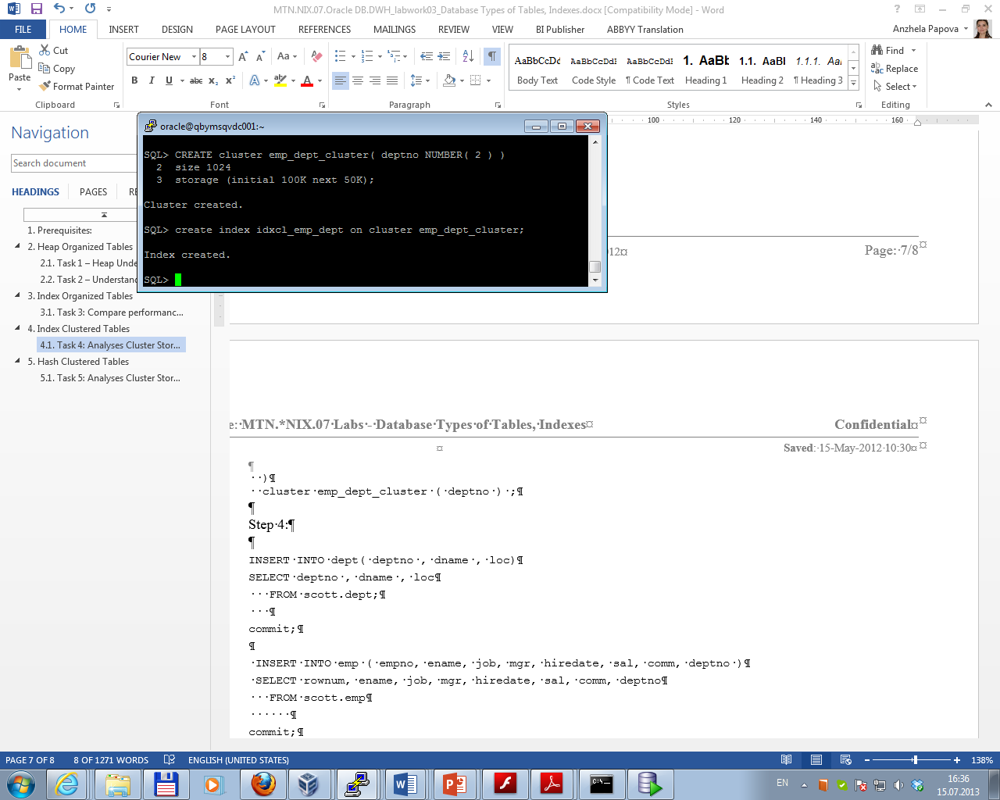 MTN.NIX.07.Oracle DB.DWH_labwork03_Database Types of Tables, Indexes.docx [Compatibility Mode] - Word
FILE HOME INSERT DESIGN PAGE LAYOUT REFERENCES MAILINGS REVIEW VIEW BI Publisher ABBYY Translation Anzhela Papova
Paste
Cut
Copy
Format Painter
Clipboard
Courier New 8
Font
Paragraph
AaBbCcDd AaBbCcDdE AaBbCcDdE 1. AaBb 1.1. AaBl 1.1.1. Aa
Body Text Code Style ¶ Code Text Heading 1 Heading 2 ¶ Heading 3
Styles
Find
Replace
Select
Editing
Navigation
Search document
HEADINGS PAGES RE
1. Prerequisites:
2. Heap Organized Tables
2.1. Task 1 – Heap Unde
2.2. Task 2 – Understand
3. Index Organized Tables
3.1. Task 3: Compare performanc...
4. Index Clustered Tables
4.1. Task 4: Analyses Cluster Stor...
5. Hash Clustered Tables
5.1. Task 5: Analyses Cluster Stor...
oracle@qbymsqvdc001:~
SQL> CREATE cluster emp_dept_cluster( deptno NUMBER( 2 ) )
2 size 1024
3 storage (initial 100K next 50K);
Cluster created.
SQL> create index idxcl_emp_dept on cluster emp_dept_cluster;
Index created.
SQL>
100 120 140 160
012¤ Page:·7/8¤
e:·MTN.*NIX.07·Labs·-·Database·Types·of·Tables,·Indexes¤ Confidential¤¤
¤ Saved:·15-May-2012·10:30¤¤
¶
··)¶
··cluster·emp_dept_cluster·(·deptno·)·;¶
¶
Step·4:¶
¶
INSERT·INTO·dept(·deptno·,·dname·,·loc)¶
SELECT·deptno·,·dname·,·loc¶
···FROM·scott.dept;¶
···¶
commit;¶
¶
·INSERT·INTO·emp·(·empno,·ename,·job,·mgr,·hiredate,·sal,·comm,·deptno·)¶
·SELECT·rownum,·ename,·job,·mgr,·hiredate,·sal,·comm,·deptno¶
···FROM·scott.emp¶
······¶
commit;¶
PAGE 7 OF 8 8 OF 1271 WORDS ENGLISH (UNITED STATES) 138%
EN 16:36
15.07.2013